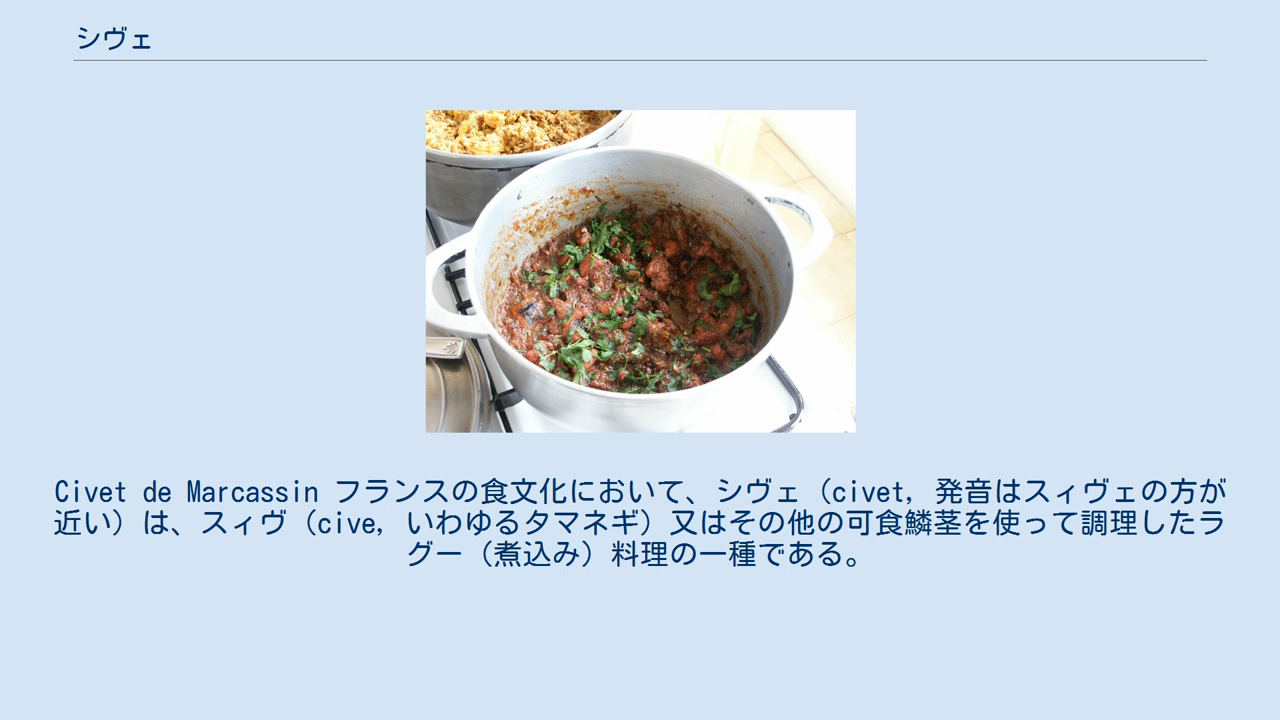 シヴェ
Civet de Marcassin フランスの食文化において、シヴェ（civet, 発音はスィヴェの方が
近い）は、スィヴ（cive, いわゆるタマネギ）又はその他の可食鱗茎を使って調理したラ
グー（煮込み）料理の一種である。